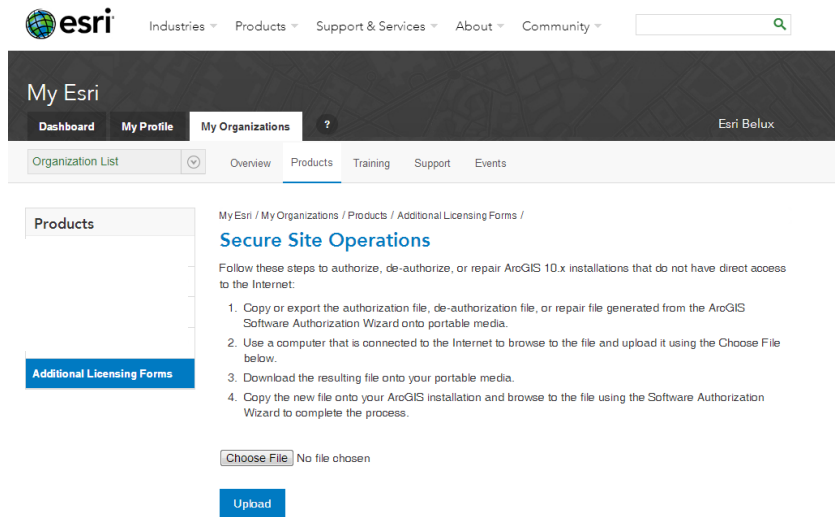 esri
Industries Products Support & Services About Community
My Esri
Dashboard My Profile My Organizations ?
Esri Belux
Organization List Overview Products Training Support Events
Products
Additional Licensing Forms
My Esri / My Organizations / Products / Additional Licensing Forms /
Secure Site Operations
Follow these steps to authorize, de-authorize, or repair ArcGIS 10.x installations that do not have direct access
to the Internet:
1. Copy or export the authorization file, de-authorization file, or repair file generated from the ArcGIS
Software Authorization Wizard onto portable media.
2. Use a computer that is connected to the Internet to browse to the file and upload it using the Choose File
below.
3. Download the resulting file onto your portable media.
4. Copy the new file onto your ArcGIS installation and browse to the file using the Software Authorization
Wizard to complete the process.
Choose File No file chosen
Upload